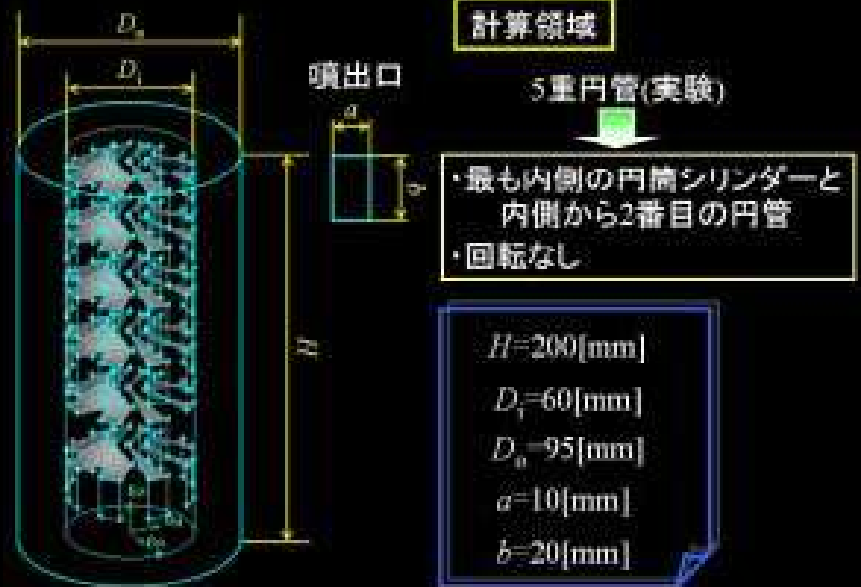 計算領域
D₀
Dᵢ
噴出口
a
b
H
5重円管(実験)
・最も内側の円筒シリンダーと
内側から2番目の円管
・回転なし
H=200[mm]
Dᵢ=60[mm]
D₀=95[mm]
a=10[mm]
b=20[mm]